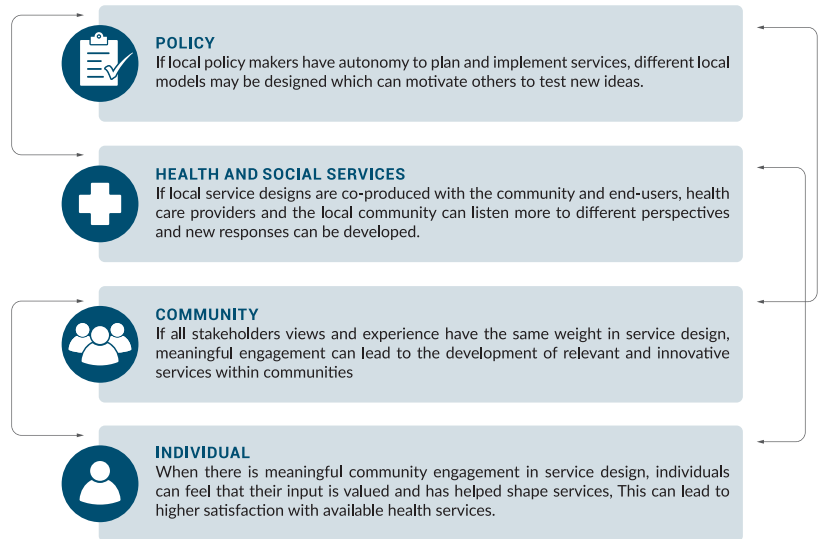 POLICY
If local policy makers have autonomy to plan and implement services, different local
models may be designed which can motivate others to test new ideas.
HEALTH AND SOCIAL SERVICES
If local service designs are co-produced with the community and end-users, health
care providers and the local community can listen more to different perspectives
and new responses can be developed.
COMMUNITY
If all stakeholders views and experience have the same weight in service design,
meaningful engagement can lead to the development of relevant and innovative
services within communities
INDIVIDUAL
When there is meaningful community engagement in service design, individuals
can feel that their input is valued and has helped shape services, This can lead to
higher satisfaction with available health services.